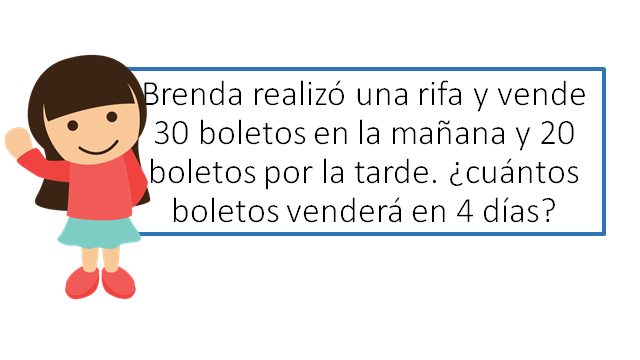 Brenda realizó una rifa y vende
30 boletos en la mañana y 20
boletos por la tarde. ¿cuántos
boletos venderá en 4 días?